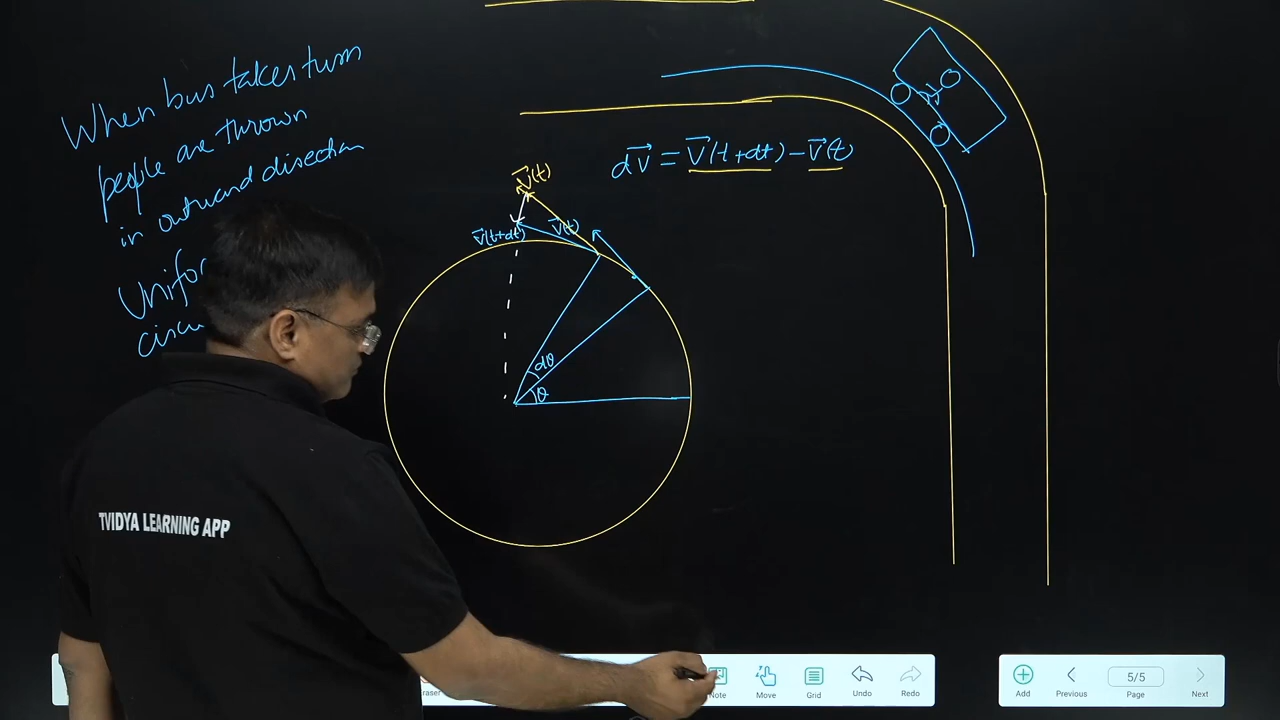 When bus takes turn
people are thrown
in outward direction
Unifor
circu
dv⃗ = v⃗(t+dt) - v⃗(t)
v⃗(t)
v⃗(t+dt)
v⃗(t)
dθ
θ
TVIDYA LEARNING APP
raser
Note
Move
Grid
Undo
Redo
Add
Previous
5/5
Page
Next